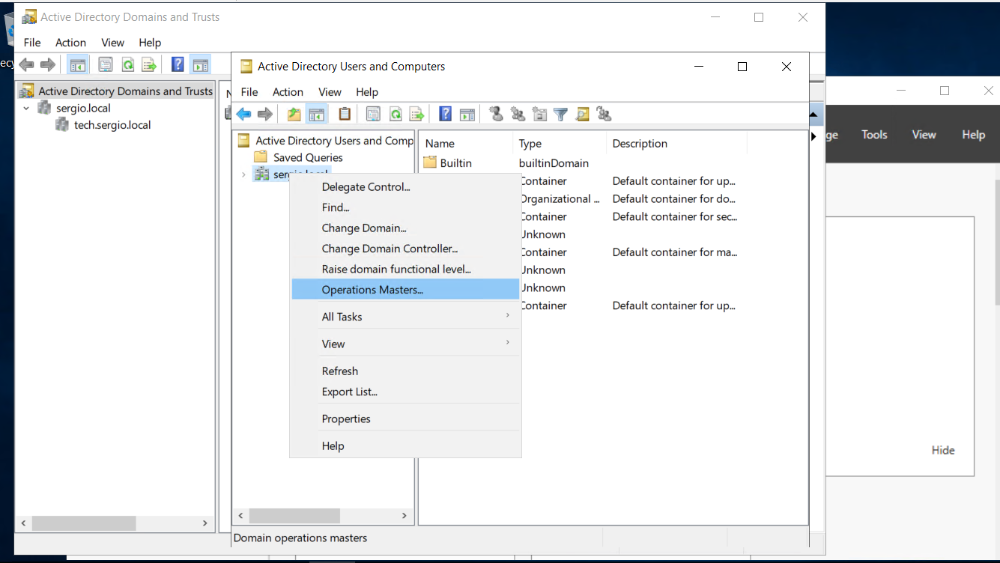 Active Directory Domains and Trusts
File Action View Help
ecy
Active Directory Domains and Trusts
sergio.local
tech.sergio.local
N
Active Directory Users and Computers
File Action View Help
Active Directory Users and Comp
Saved Queries
Name Type Description
Builtin builtinDomain
Container Default container for up...
Organizational ... Default container for do...
Container Default container for sec...
Unknown
Container Default container for ma...
Unknown
Unknown
Container Default container for up...
Delegate Control...
Find...
Change Domain...
Change Domain Controller...
Raise domain functional level...
Operations Masters...
All Tasks
View
Refresh
Export List...
Properties
Help
Domain operations masters
ge Tools View Help
Hide